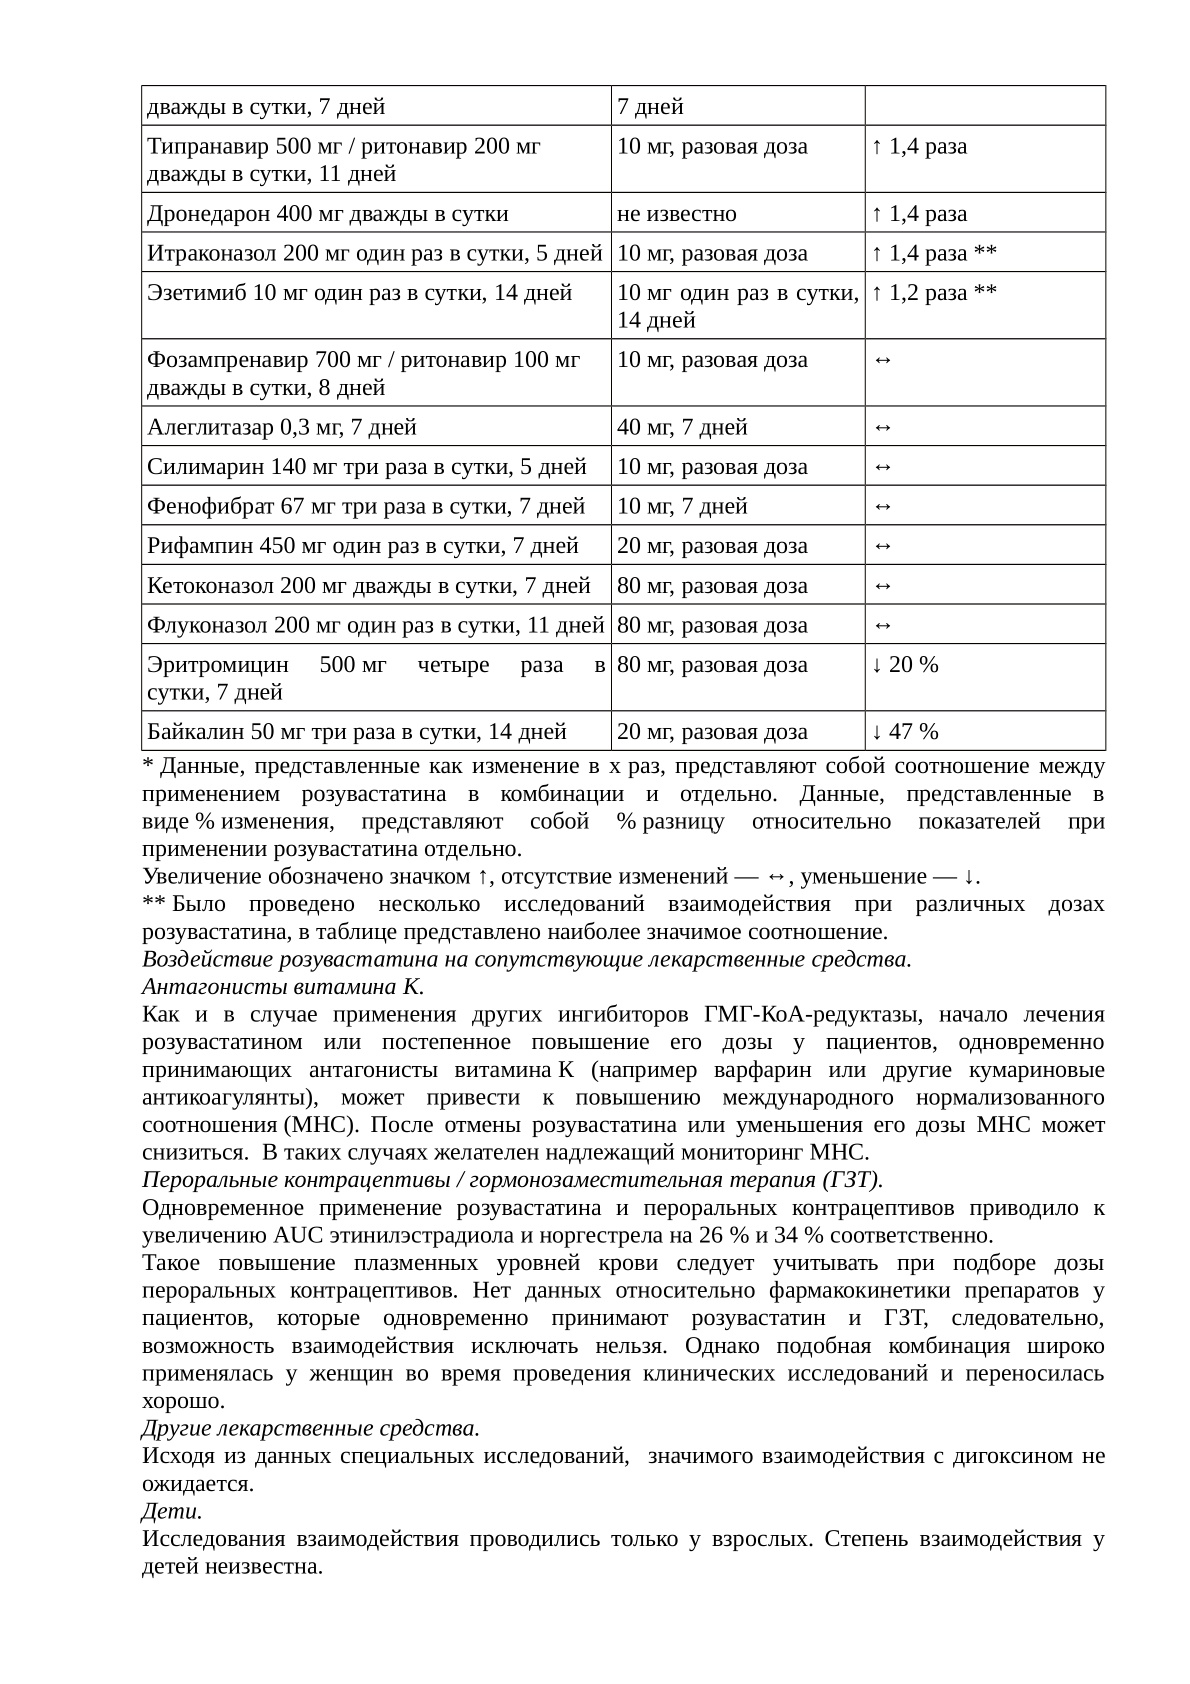 дважды в сутки, 7 дней 7 дней
Типранавир 500 мг / ритонавир 200 мг 10 мг, разовая доза ↑ 1,4 раза
дважды в сутки, 11 дней
Дронедарон 400 мг дважды в сутки не известно ↑ 1,4 раза
Итраконазол 200 мг один раз в сутки, 5 дней 10 мг, разовая доза ↑ 1,4 раза **
Эзетимиб 10 мг один раз в сутки, 14 дней 10 мг один раз в сутки, ↑ 1,2 раза **
14 дней
Фозампренавир 700 мг / ритонавир 100 мг 10 мг, разовая доза ↔
дважды в сутки, 8 дней
Алеглитазар 0,3 мг, 7 дней 40 мг, 7 дней ↔
Силимарин 140 мг три раза в сутки, 5 дней 10 мг, разовая доза ↔
Фенофибрат 67 мг три раза в сутки, 7 дней 10 мг, 7 дней ↔
Рифампин 450 мг один раз в сутки, 7 дней 20 мг, разовая доза ↔
Кетоконазол 200 мг дважды в сутки, 7 дней 80 мг, разовая доза ↔
Флуконазол 200 мг один раз в сутки, 11 дней 80 мг, разовая доза ↔
Эритромицин 500 мг четыре раза в 80 мг, разовая доза ↓ 20 %
сутки, 7 дней
Байкалин 50 мг три раза в сутки, 14 дней 20 мг, разовая доза ↓ 47 %
* Данные, представленные как изменение в x раз, представляют собой соотношение между
применением розувастатина в комбинации и отдельно. Данные, представленные в
виде % изменения, представляют собой % разницу относительно показателей при
применении розувастатина отдельно.
Увеличение обозначено значком ↑, отсутствие изменений — ↔, уменьшение — ↓.
** Было проведено несколько исследований взаимодействия при различных дозах
розувастатина, в таблице представлено наиболее значимое соотношение.
Воздействие розувастатина на сопутствующие лекарственные средства.
Антагонисты витамина К.
Как и в случае применения других ингибиторов ГМГ-КоА-редуктазы, начало лечения
розувастатином или постепенное повышение его дозы у пациентов, одновременно
принимающих антагонисты витамина К (например варфарин или другие кумариновые
антикоагулянты), может привести к повышению международного нормализованного
соотношения (МНС). После отмены розувастатина или уменьшения его дозы МНС может
снизиться.  В таких случаях желателен надлежащий мониторинг МНС.
Пероральные контрацептивы / гормонозаместительная терапия (ГЗТ).
Одновременное применение розувастатина и пероральных контрацептивов приводило к
увеличению AUC этинилэстрадиола и норгестрела на 26 % и 34 % соответственно.
Такое повышение плазменных уровней крови следует учитывать при подборе дозы
пероральных контрацептивов. Нет данных относительно фармакокинетики препаратов у
пациентов, которые одновременно принимают розувастатин и ГЗТ, следовательно,
возможность взаимодействия исключать нельзя. Однако подобная комбинация широко
применялась у женщин во время проведения клинических исследований и переносилась
хорошо.
Другие лекарственные средства.
Исходя из данных специальных исследований,  значимого взаимодействия с дигоксином не
ожидается.
Дети.
Исследования взаимодействия проводились только у взрослых. Степень взаимодействия у
детей неизвестна.